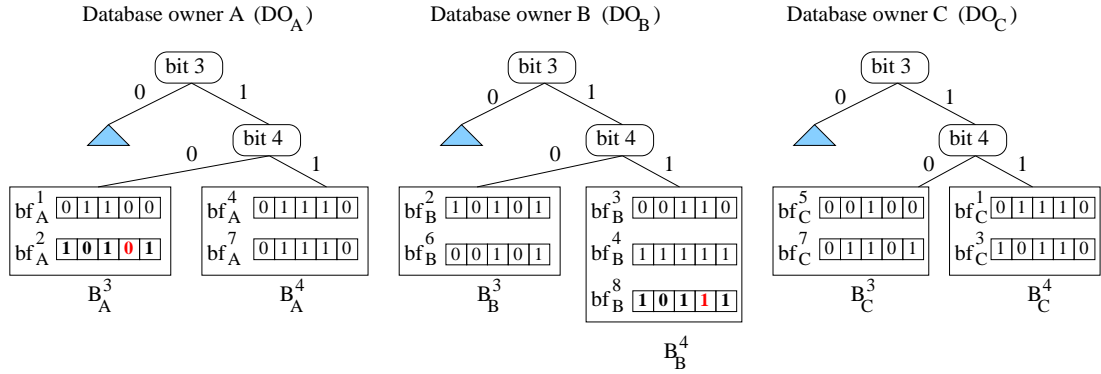 Database owner A (DO_A) Database owner B (DO_B) Database owner C (DO_C)
bit 3 bit 3 bit 3
0 1 0 1 0 1
bit 4 bit 4 bit 4
0 1 0 1 0 1
bf_A^1 0 1 1 0 0
bf_A^2 1 0 1 0 1
B_A^3
bf_A^4 0 1 1 1 0
bf_A^7 0 1 1 1 0
B_A^4
bf_B^2 1 0 1 0 1
bf_B^6 0 0 1 0 1
B_B^3
bf_B^3 0 0 1 1 0
bf_B^4 1 1 1 1 1
bf_B^8 1 0 1 1 1
B_B^4
bf_C^5 0 0 1 0 0
bf_C^7 0 1 1 0 1
B_C^3
bf_C^1 0 1 1 1 0
bf_C^3 1 0 1 1 0
B_C^4